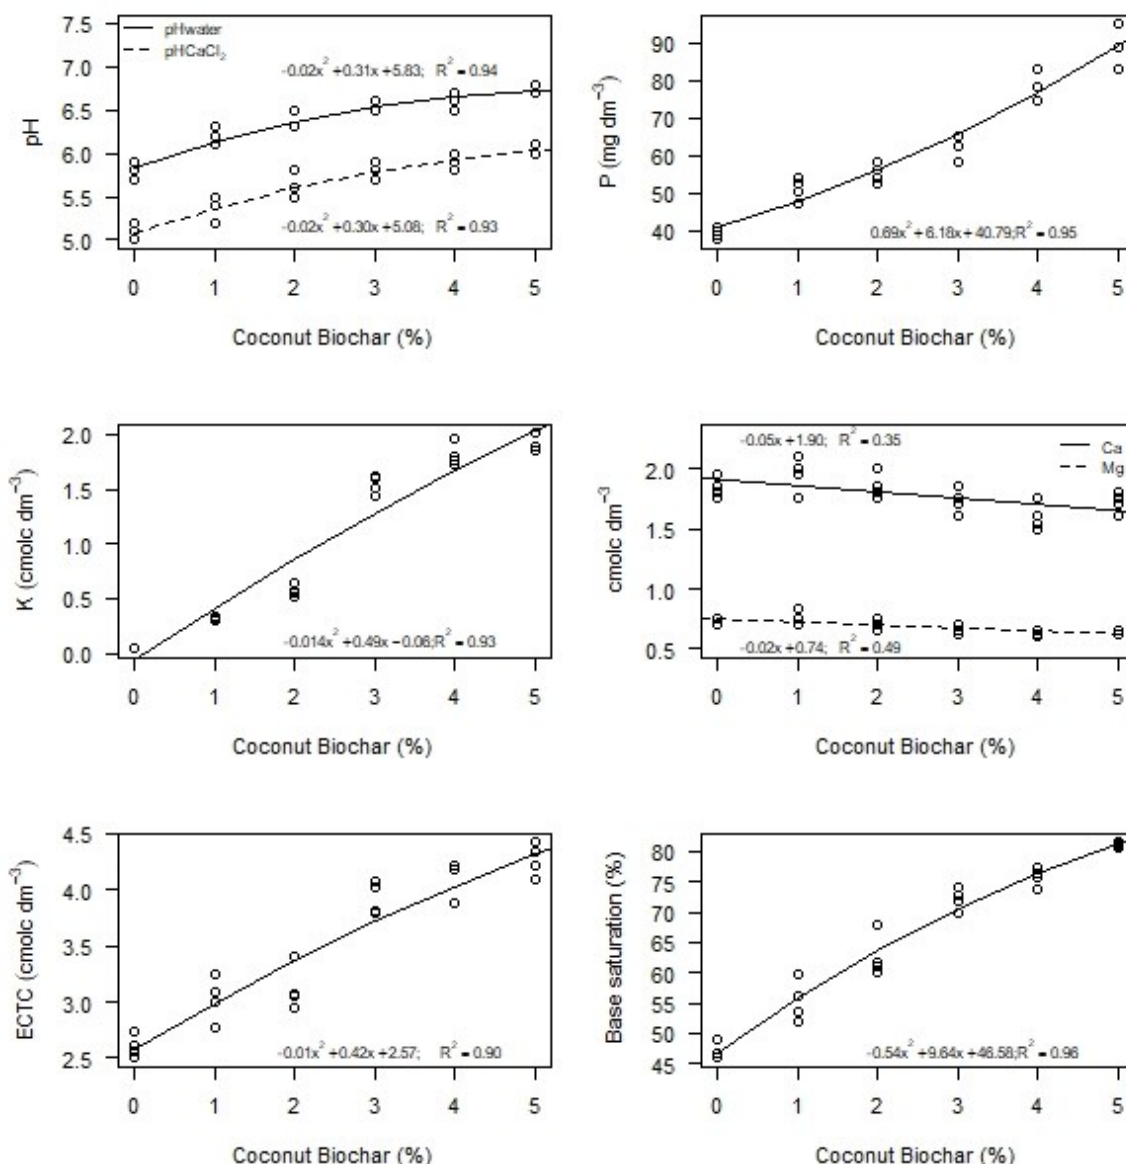 pHwater
pHCaCl₂
-0.02x² +0.31x +5.83; R² = 0.94
-0.02x² +0.30x +5.08; R² = 0.93
7.5
7.0
6.5
6.0
5.5
5.0
pH
0 1 2 3 4 5
Coconut Biochar (%)
90
80
70
60
50
40
P (mg dm⁻³)
0.69x² + 6.18x + 40.79;R² = 0.95
0 1 2 3 4 5
Coconut Biochar (%)
2.0
1.5
1.0
0.5
0.0
K (cmolc dm⁻³)
-0.014x² +0.49x −0.06;R² = 0.93
0 1 2 3 4 5
Coconut Biochar (%)
-0.05x +1.90; R² = 0.35
Ca
Mg
2.0
1.5
1.0
0.5
cmolc dm⁻³
-0.02x +0.74; R² = 0.49
0 1 2 3 4 5
Coconut Biochar (%)
4.5
4.0
3.5
3.0
2.5
ECTC (cmolc dm⁻³)
-0.01x² +0.42x +2.57; R² = 0.90
0 1 2 3 4 5
Coconut Biochar (%)
80
75
70
65
60
55
50
45
Base saturation (%)
-0.54x² +9.64x +46.58;R² = 0.96
0 1 2 3 4 5
Coconut Biochar (%)